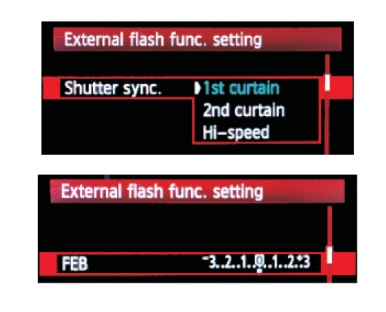 External flash func. setting
Shutter sync. 1st curtain
2nd curtain
Hi-speed
External flash func. setting
FEB -3..2..1..0..1..2..+3